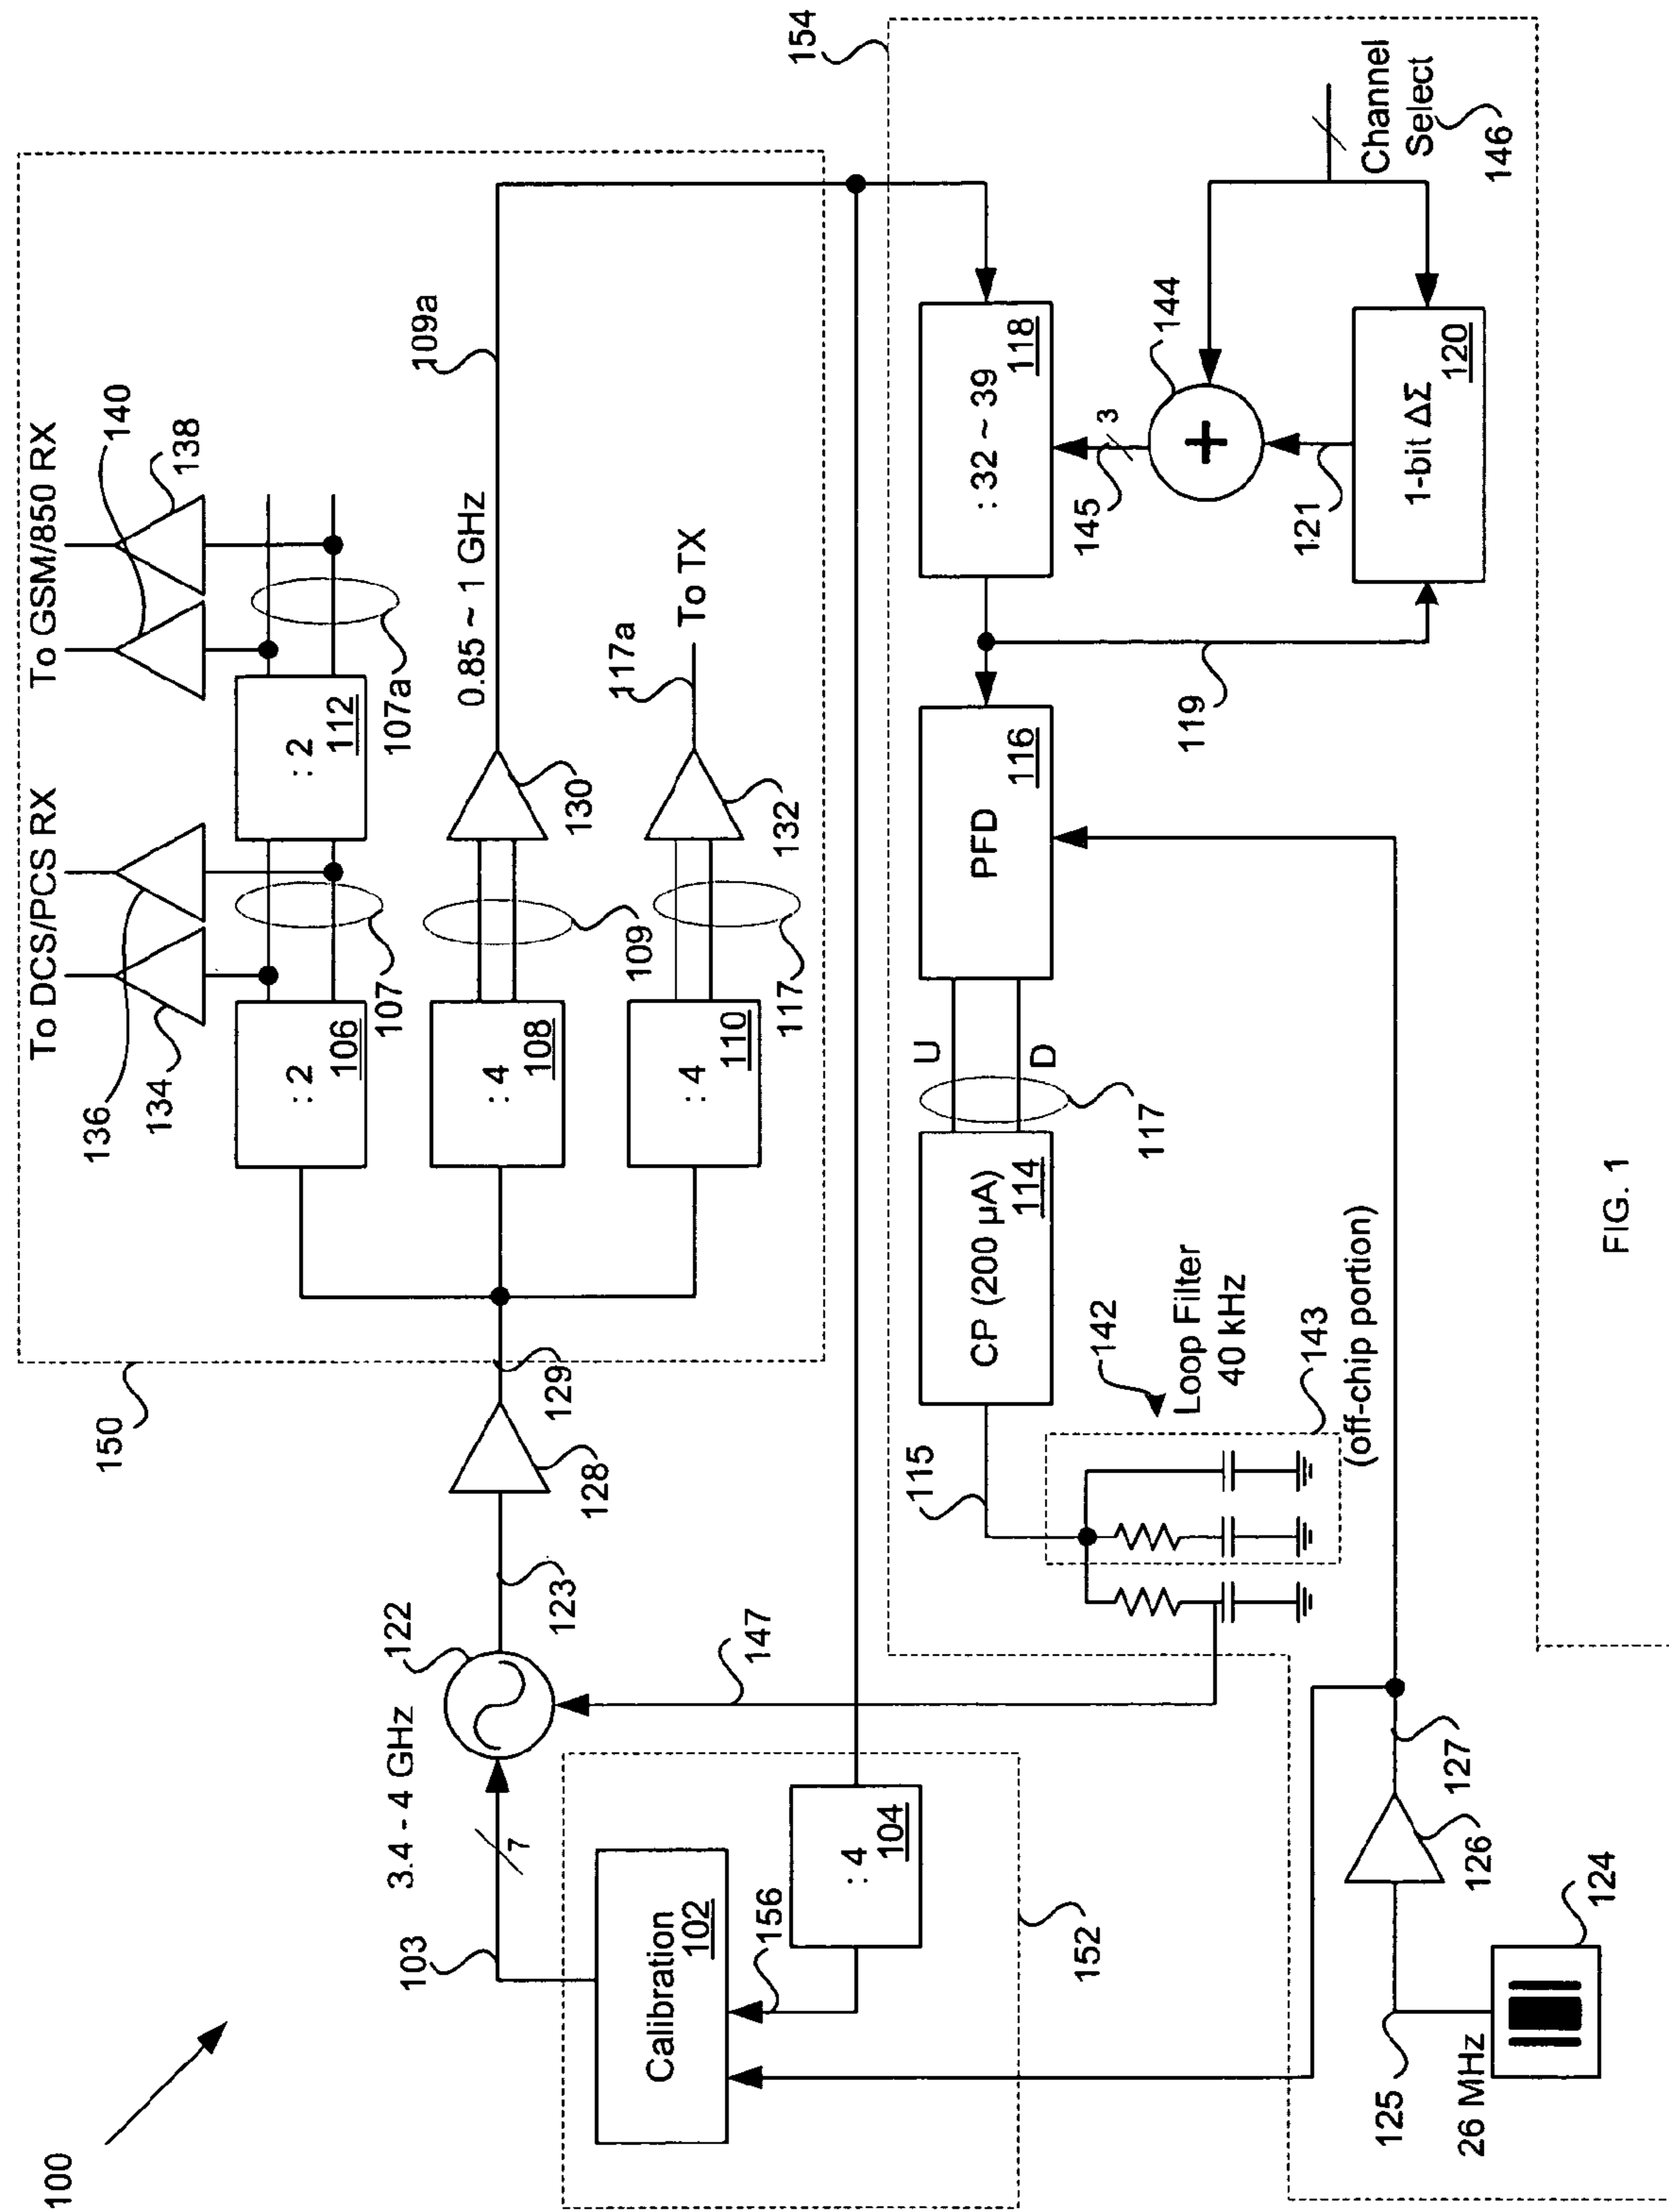 100
150
To DCS/PCS RX
To GSM/850 RX
136
134
140
138
: 2
106
107
: 2
112
107a
3.4 - 4 GHz
122
123
128
129
: 4
108
109
130
0.85 ~ 1 GHz
109a
: 4
110
117
132
117a
To TX
103
7
Calibration
102
156
: 4
104
152
147
154
115
CP (200 µA)
114
U
D
117
PFD
116
: 32 ~ 39
118
119
145
3
144
121
1-bit ΔΣ
120
Channel
Select
146
142
Loop Filter
40 kHz
143
(off-chip portion)
125
26 MHz
124
126
127
FIG. 1